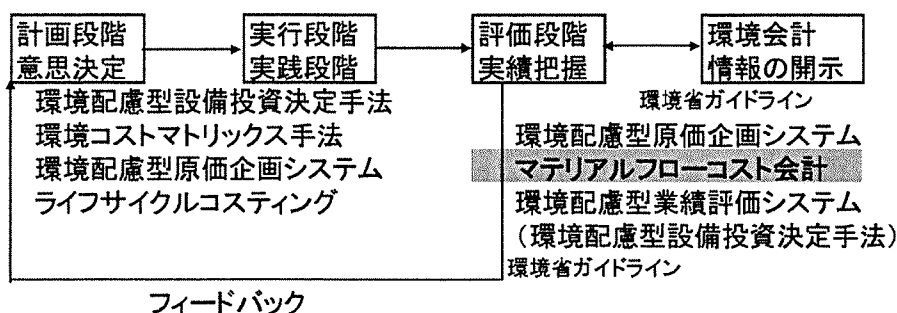 計画段階
意思決定
実行段階
実践段階
評価段階
実績把握
環境会計
情報の開示
環境省ガイドライン
環境配慮型設備投資決定手法
環境コストマトリックス手法
環境配慮型原価企画システム
ライフサイクルコスティング
環境配慮型原価企画システム
マテリアルフローコスト会計
環境配慮型業績評価システム
（環境配慮型設備投資決定手法）
環境省ガイドライン
フィードバック